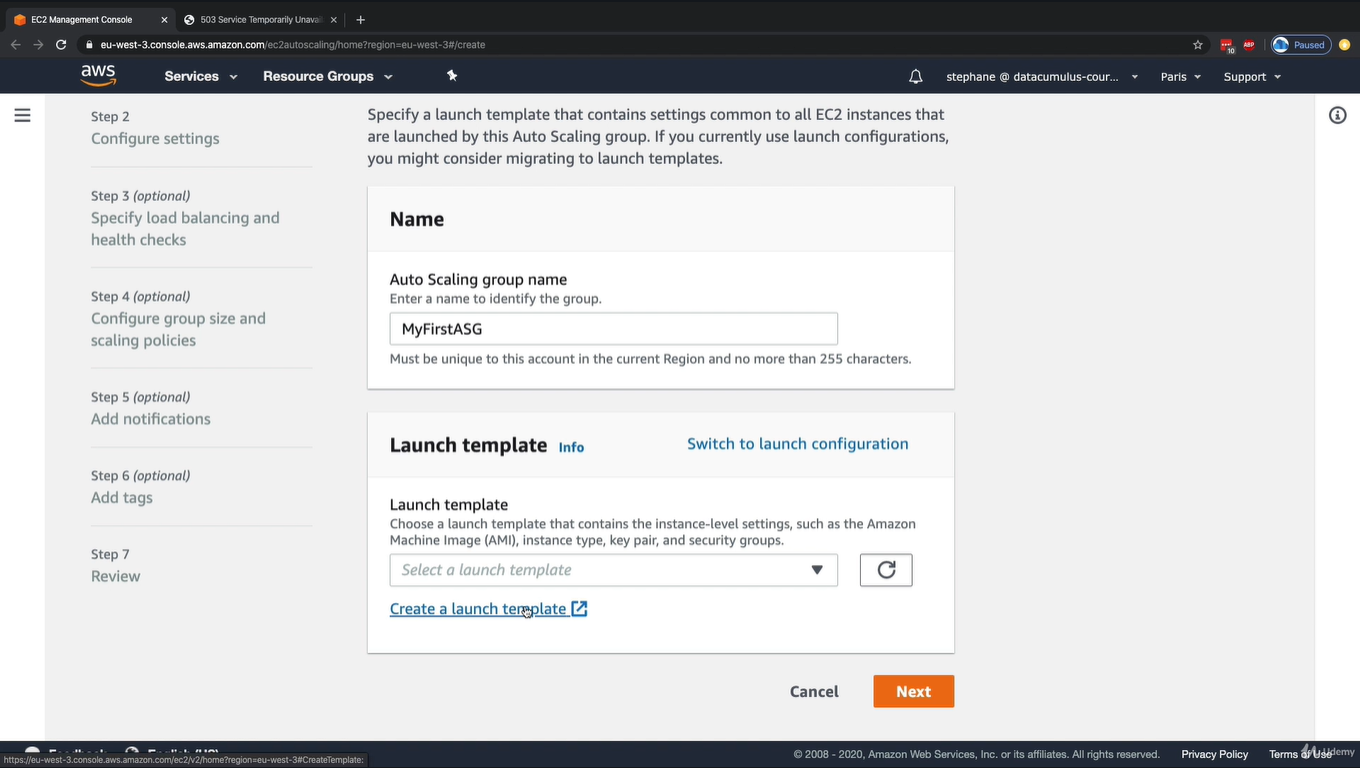 EC2 Management Console
503 Service Temporarily Unavai
eu-west-3.console.aws.amazon.com/ec2autoscaling/home?region=eu-west-3#/create
10
ABP
Paused
aws
Services
Resource Groups
stephane @ datacumulus-cour...
Paris
Support
Step 2
Configure settings
Step 3 (optional)
Specify load balancing and
health checks
Step 4 (optional)
Configure group size and
scaling policies
Step 5 (optional)
Add notifications
Step 6 (optional)
Add tags
Step 7
Review
Specify a launch template that contains settings common to all EC2 instances that
are launched by this Auto Scaling group. If you currently use launch configurations,
you might consider migrating to launch templates.
Name
Auto Scaling group name
Enter a name to identify the group.
MyFirstASG
Must be unique to this account in the current Region and no more than 255 characters.
Launch template Info
Switch to launch configuration
Launch template
Choose a launch template that contains the instance-level settings, such as the Amazon
Machine Image (AMI), instance type, key pair, and security groups.
Select a launch template
Create a launch template
Cancel
Next
Feedback
English (US)
© 2008 - 2020, Amazon Web Services, Inc. or its affiliates. All rights reserved.
Privacy Policy
Terms of Use
Udemy
https://eu-west-3.console.aws.amazon.com/ec2/v2/home?region=eu-west-3#CreateTemplate: